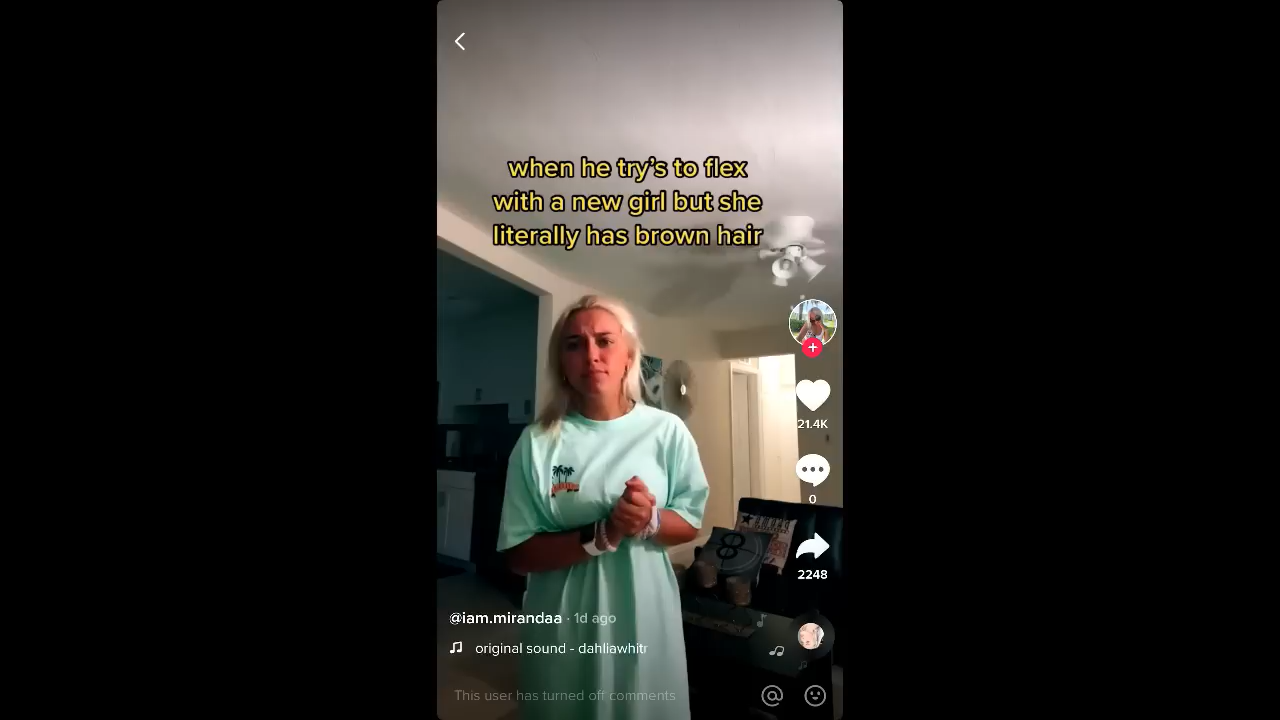 when he try's to flex
with a new girl but she
literally has brown hair
21.4K
0
2248
@iam.mirandaa · 1d ago
original sound - dahliawhitr
This user has turned off comments
8